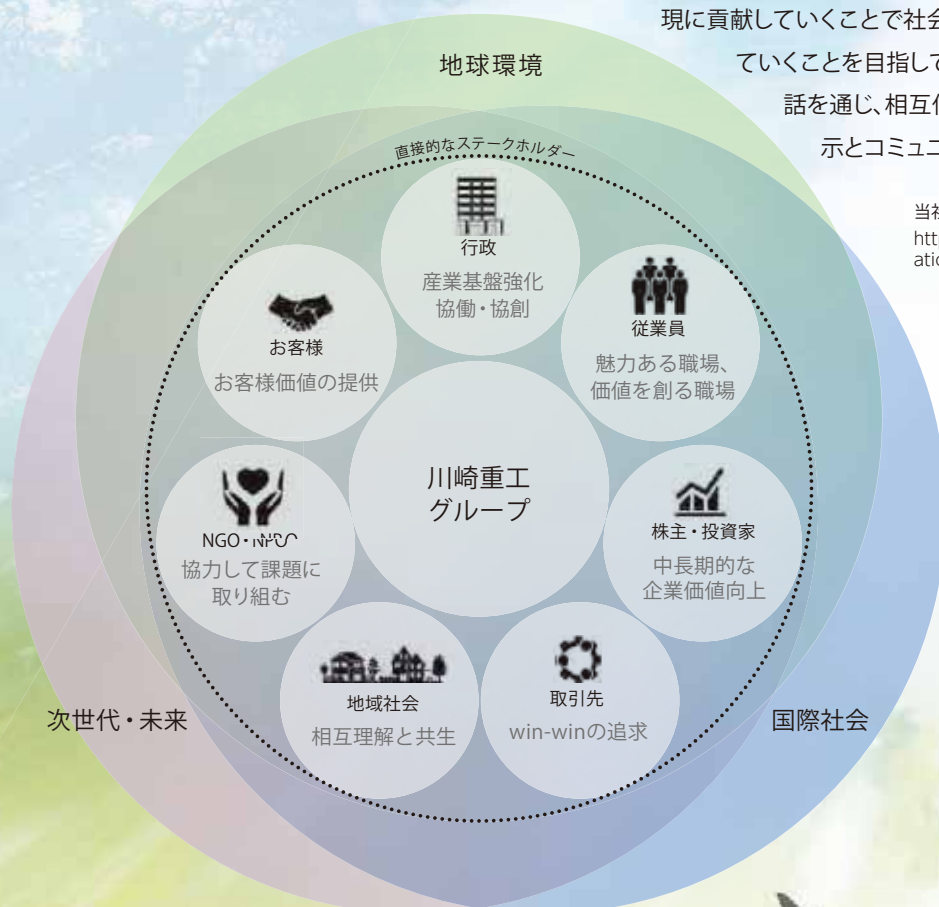 現に貢献していくことで社会
ていくことを目指して
話を通じ、相互
示とコミュニ
当社
http
atio
地球環境
直接的なステークホルダー
行政
産業基盤強化
協働・協創
お客様
お客様価値の提供
従業員
魅力ある職場、
価値を創る職場
川崎重工
グループ
NGO・NPO
協力して課題に
取り組む
株主・投資家
中長期的な
企業価値向上
地域社会
相互理解と共生
取引先
win-winの追求
次世代・未来
国際社会